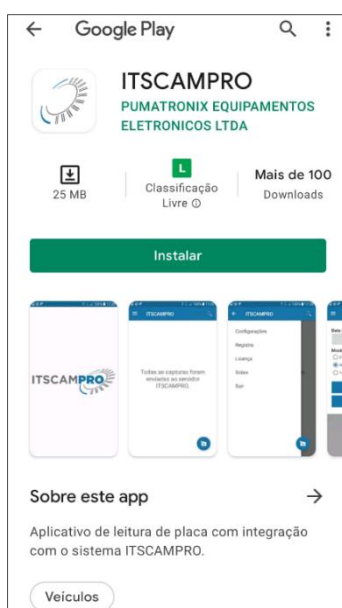 Google Play
ITSCAMPRO
PUMATRONIX EQUIPAMENTOS
ELETRONICOS LTDA
25 MB
L
Classificação
Livre
Mais de 100
Downloads
Instalar
ITSCAMPRO
ITSCAMPRO
Todas as capturas foram
enviadas ao servidor
ITSCAMPRO.
ITSCAMPRO
Configurações
Registro
Licença
Sobre
Sair
Sobre este app
Aplicativo de leitura de placa com integração
com o sistema ITSCAMPRO.
Veículos